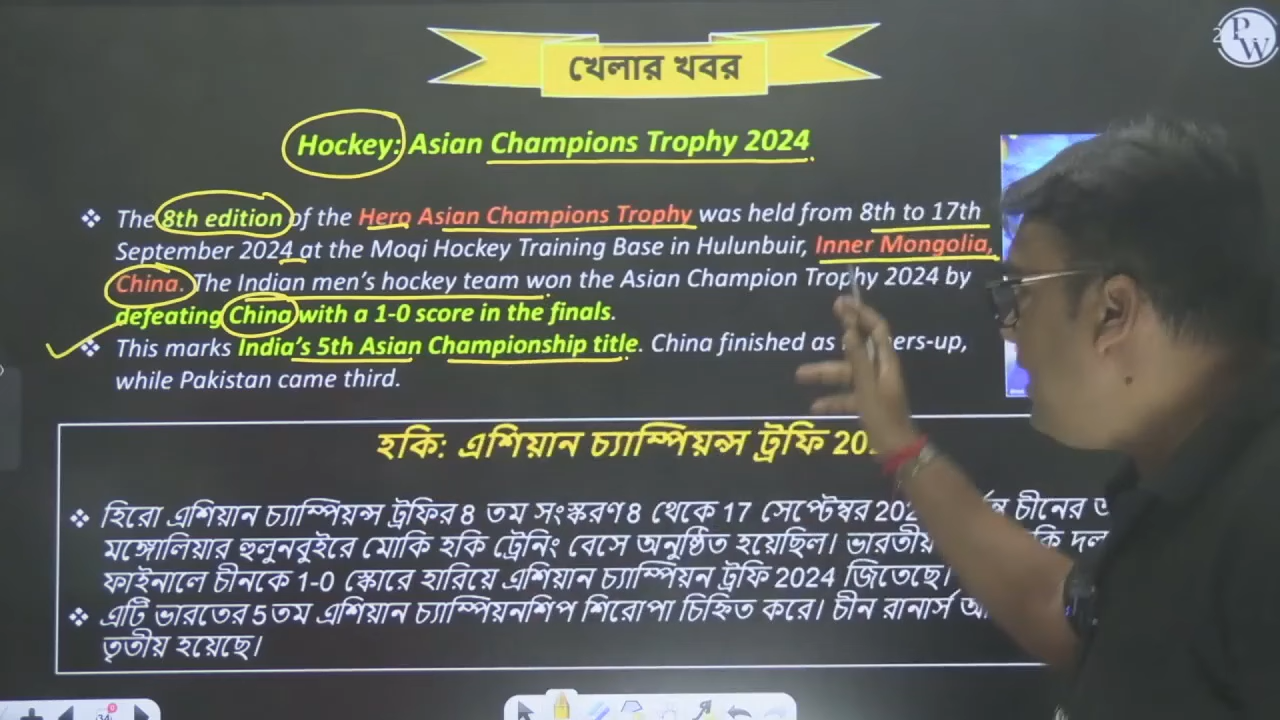 PW
খেলার খবর
Hockey: Asian Champions Trophy 2024
❖ The 8th edition of the Hero Asian Champions Trophy was held from 8th to 17th
September 2024 at the Moqi Hockey Training Base in Hulunbuir, Inner Mongolia,
China. The Indian men's hockey team won the Asian Champion Trophy 2024 by
defeating China with a 1-0 score in the finals.
❖ This marks India's 5th Asian Championship title. China finished as
while Pakistan came third.
হকি: এশিয়ান চ্যাম্পিয়ন্স ট্রফি
❖ হিরো এশিয়ান চ্যাম্পিয়ন্স ট্রফির 8 তম সংস্করণ 8 থেকে 17 সেপ্টেম্বর চীনের
মঙ্গোলিয়ার হুলুনবুইরে মোকি হকি ট্রেনিং বেসে অনুষ্ঠিত হয়েছিল। ভারতীয় দল
ফাইনালে চীনকে 1-0 স্কোরে হারিয়ে এশিয়ান চ্যাম্পিয়ন ট্রফি 2024 জিতেছে।
❖ এটি ভারতের 5তম এশিয়ান চ্যাম্পিয়নশিপ শিরোপা চিহ্নিত করে। চীন রানার্স
তৃতীয় হয়েছে।